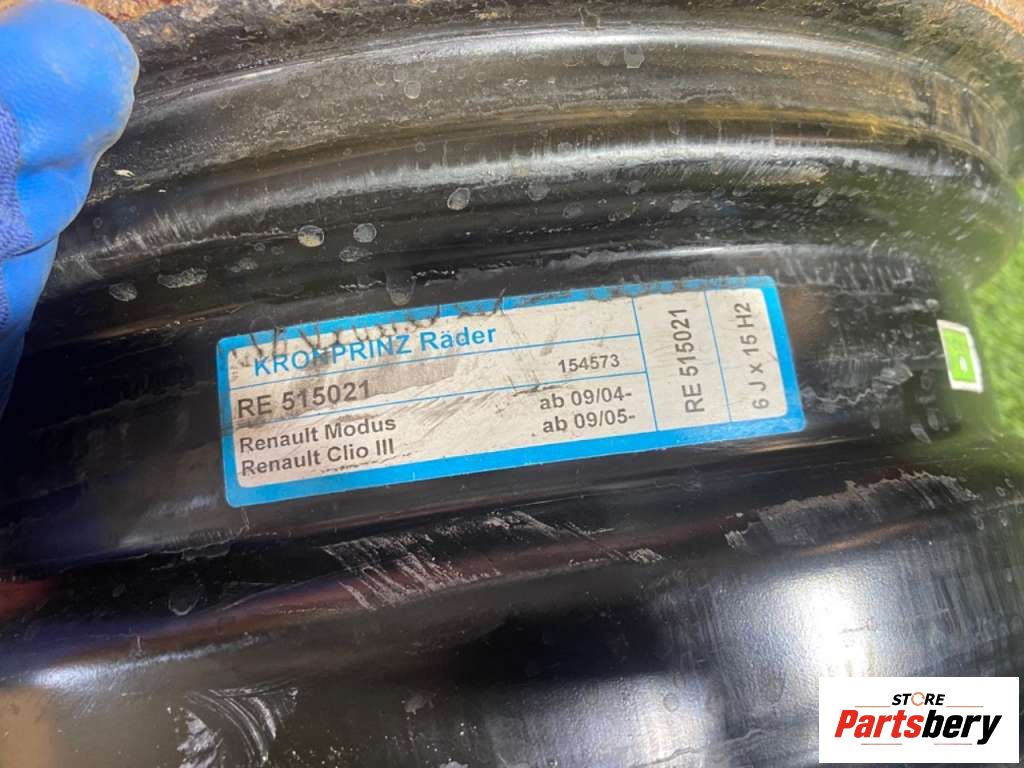 KRONPRINZ Räder
RE 515021
154573
Renault Modus
ab 09/04-
Renault Clio III
ab 09/05-
RE 515021
6 J x 15 H2
STORE
Partsbery